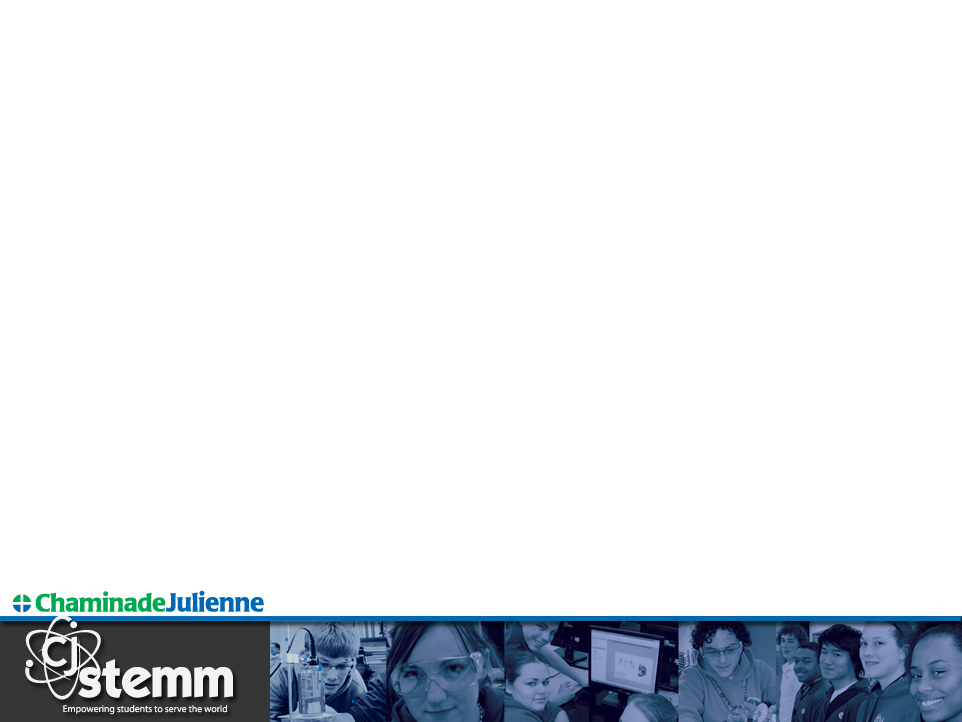 ChaminadeJulienne
CJ
stemm
Empowering students to serve the world